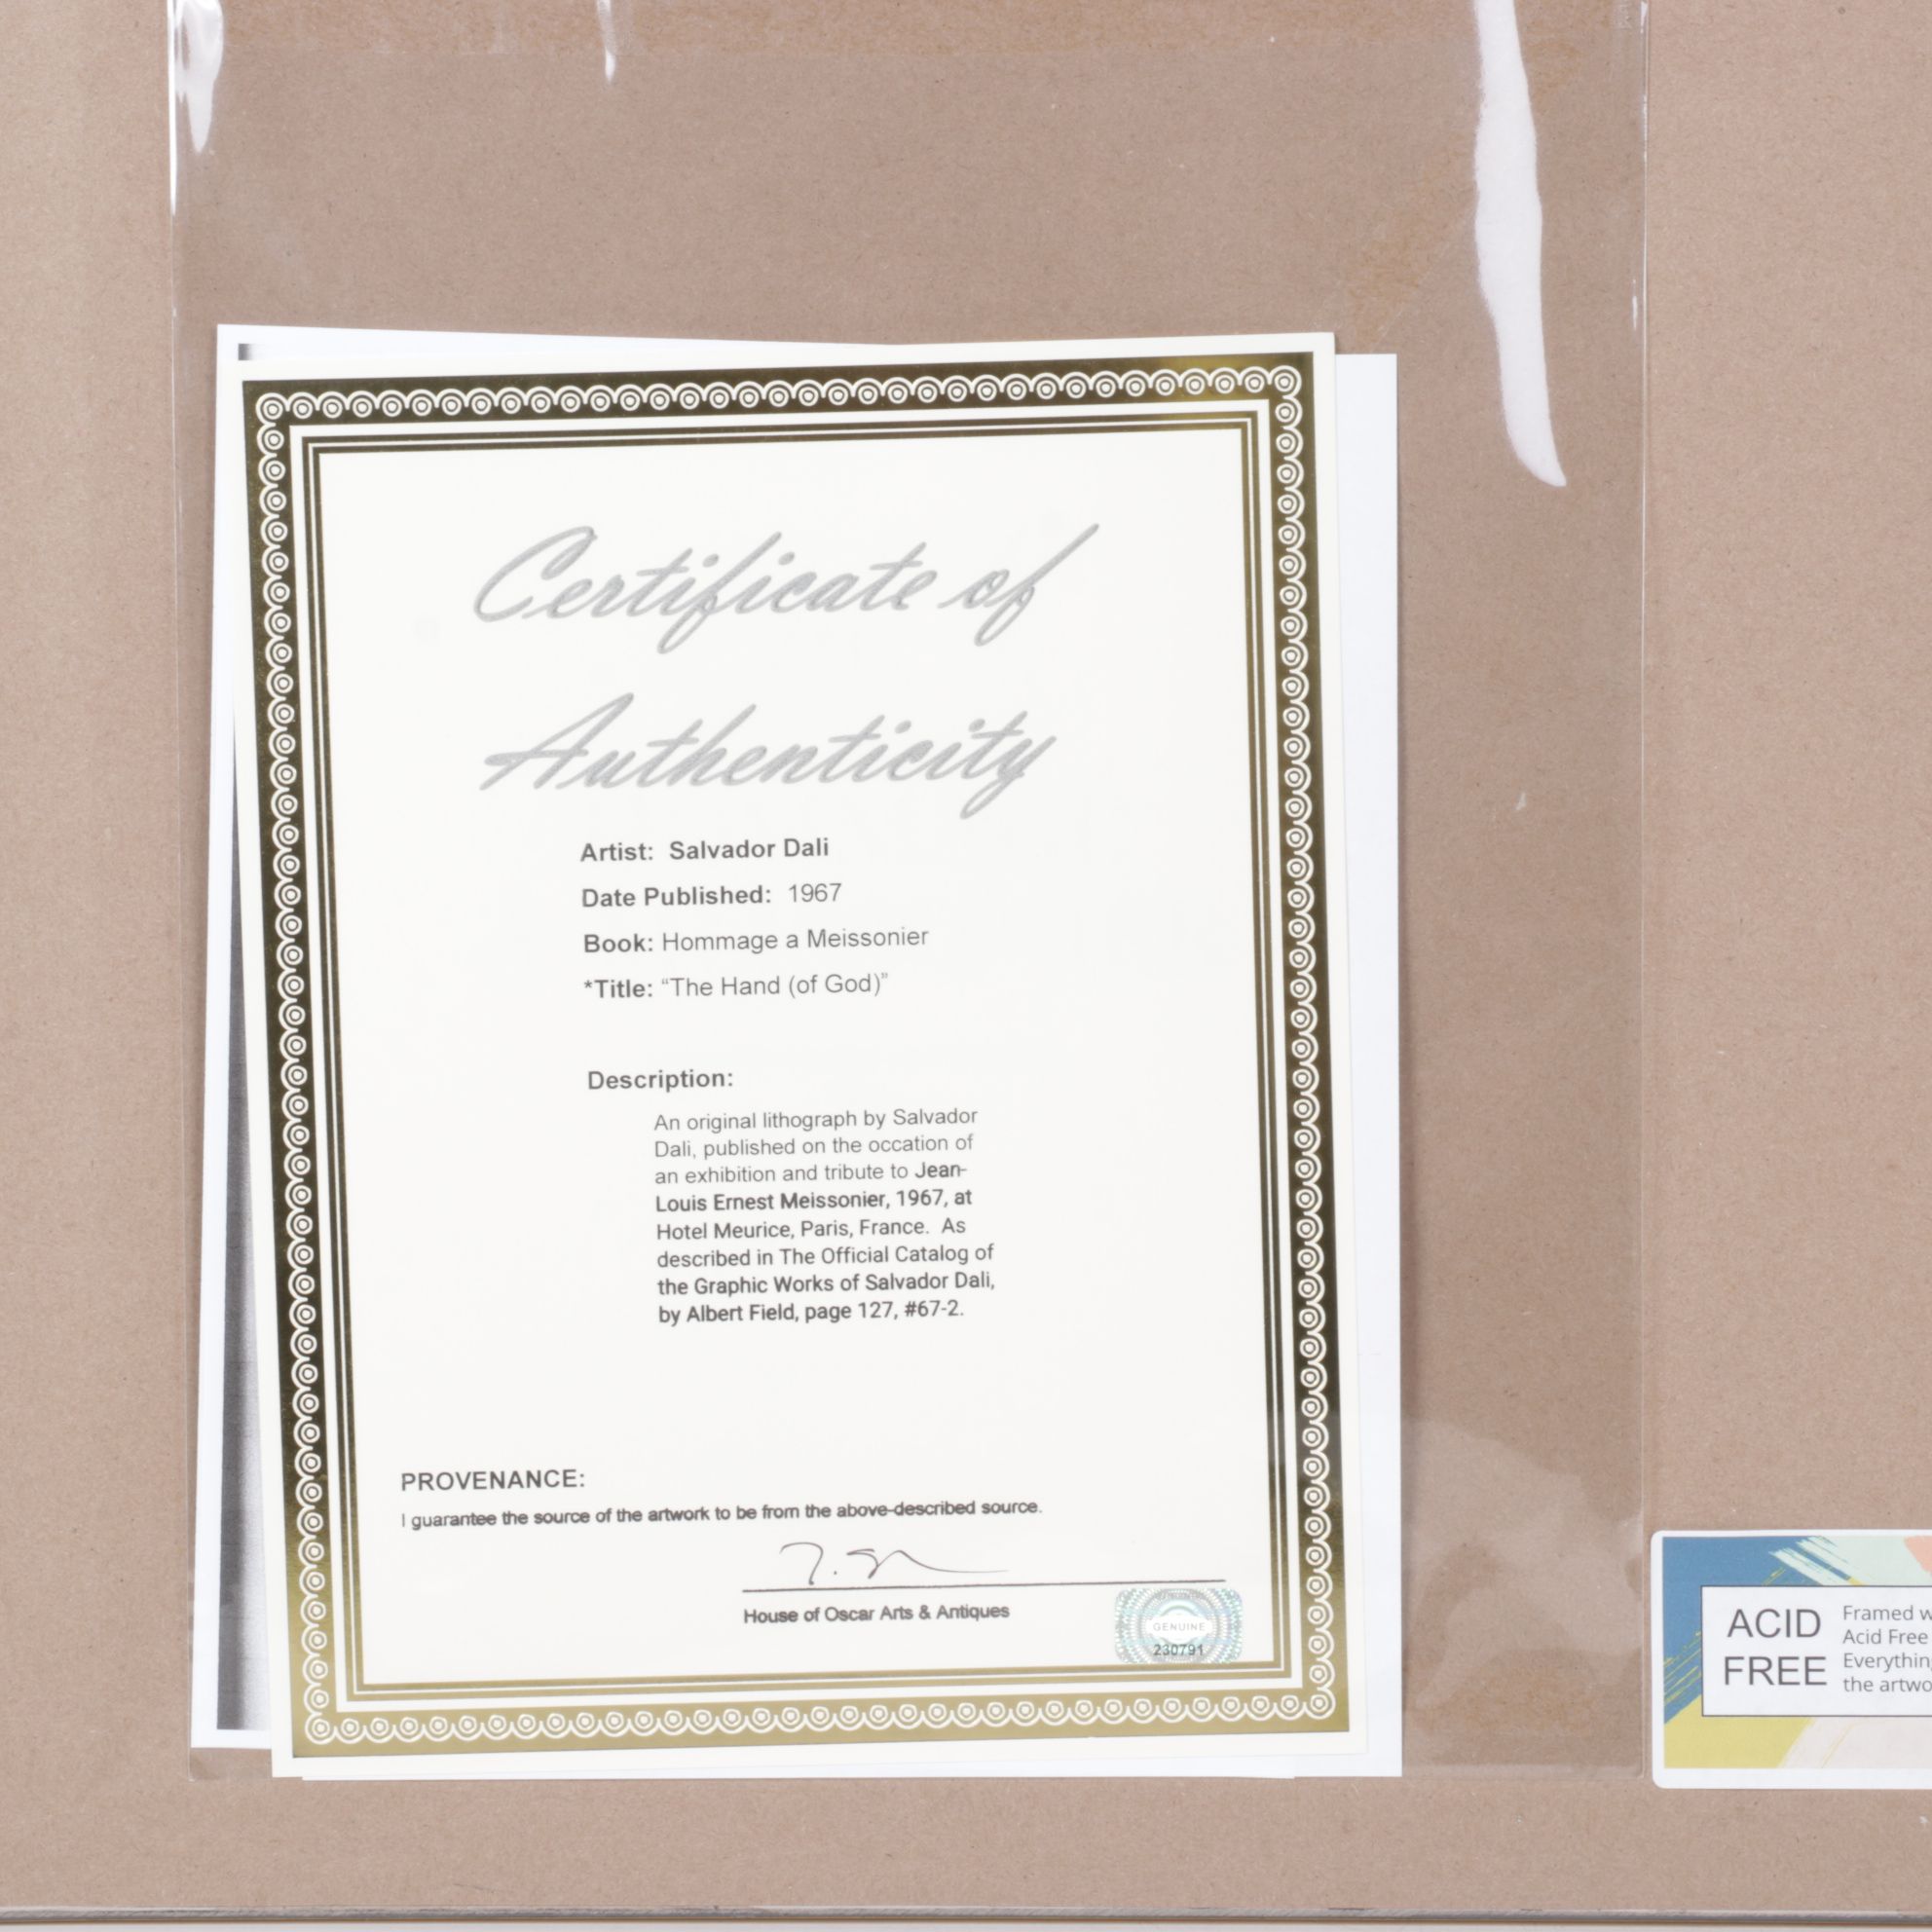 Certificate of
Authenticity
Artist: Salvador Dali
Date Published: 1967
Book: Hommage a Meissonier
*Title: “The Hand (of God)”
Description:
An original lithograph by Salvador
Dali, published on the occation of
an exhibition and tribute to Jean-
Louis Ernest Meissonier, 1967, at
Hotel Meurice, Paris, France. As
described in The Official Catalog of
the Graphic Works of Salvador Dali,
by Albert Field, page 127, #67-2.
PROVENANCE:
I guarantee the source of the artwork to be from the above-described source.
House of Oscar Arts & Antiques
GENUINE
230791
ACID
FREE
Framed w
Acid Free
Everything
the artwo